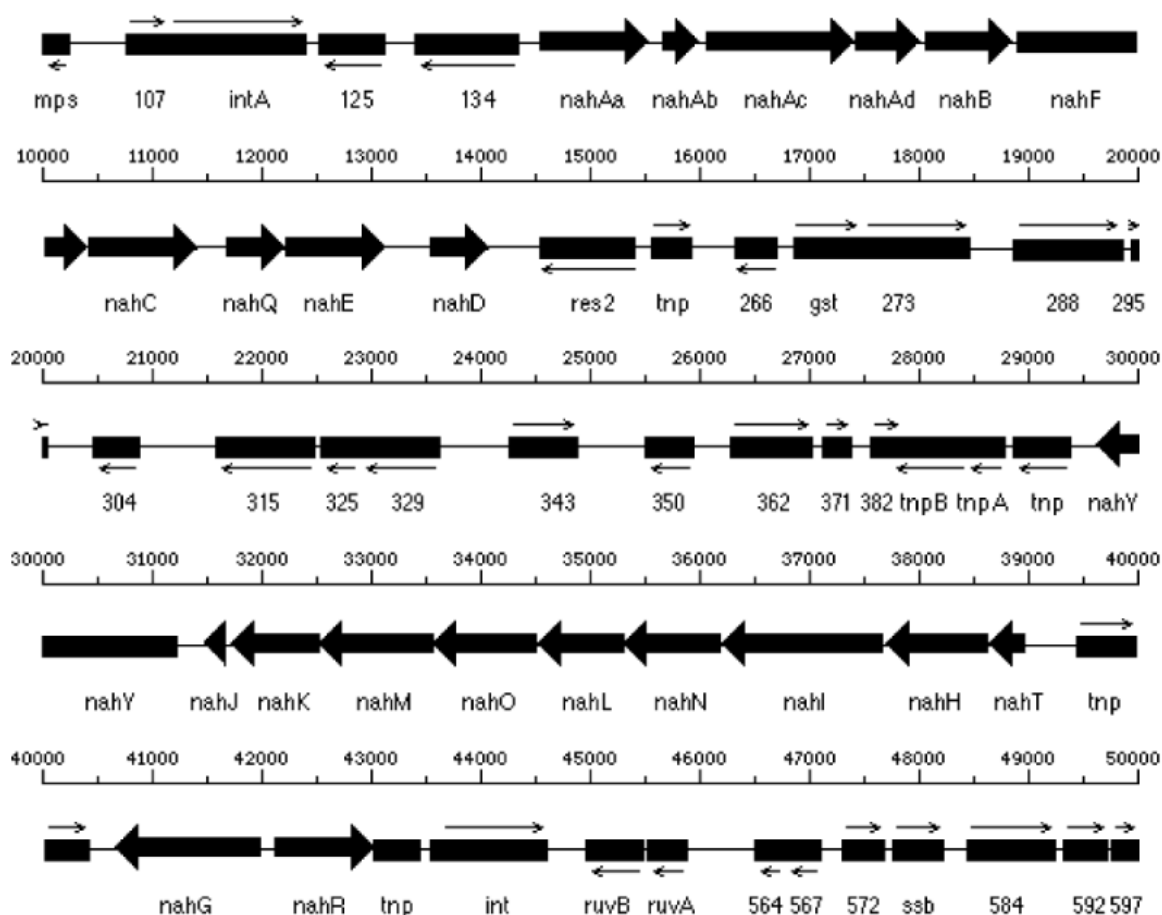 mps 107 intA 125 134 nahAa nahAb nahAc nahAd nahB nahF
10000 11000 12000 13000 14000 15000 16000 17000 18000 19000 20000
nahC nahQ nahE nahD res2 tnp 266 gst 273 288 295
20000 21000 22000 23000 24000 25000 26000 27000 28000 29000 30000
304 315 325 329 343 350 362 371 382 tnpB tnpA tnp nahY
30000 31000 32000 33000 34000 35000 36000 37000 38000 39000 40000
nahY nahJ nahK nahM nahO nahL nahN nahI nahH nahT tnp
40000 41000 42000 43000 44000 45000 46000 47000 48000 49000 50000
nahG nahR tnp int ruvB ruvA 564 567 572 ssb 584 592 597